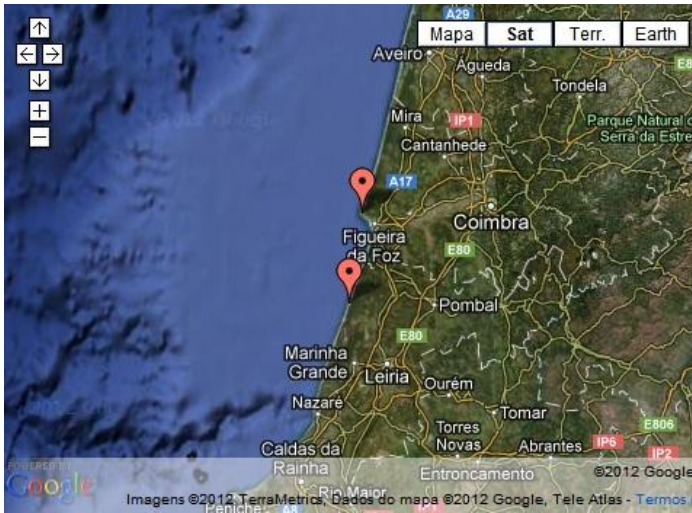 A29
Mapa Sat Terr. Earth
Aveiro
Águeda
Tondela
Mira
IP1
Parque Natural
Serra da Estre
Cantanhede
A17
Coimbra
Figueira
da Foz
E80
Pombal
E80
Marinha
Grande
Leiria
Ourém
Nazaré
Tomar
E806
Torres
Novas
IP6
Abrantes
IP2
Caldas da
Rainha
Entroncamento
POWERED BY
Google
©2012 Google
Rio Maior
Imagens ©2012 TerraMetrics, Dados do mapa ©2012 Google, Tele Atlas - Termos
Peniche
A8
IP1